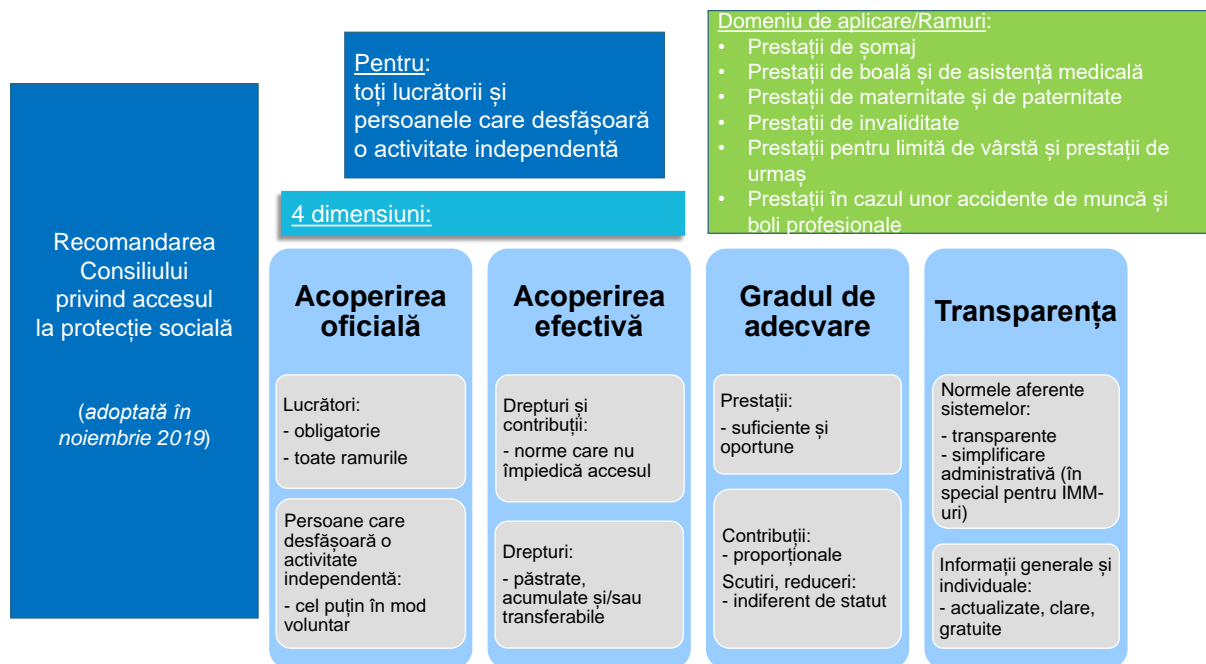 Recomandarea
Consiliului
privind accesul
la protecție socială
(adoptată în
noiembrie 2019)
Pentru:
toți lucrătorii și
persoanele care desfășoară
o activitate independentă
Domeniu de aplicare/Ramuri:
• Prestații de șomaj
• Prestații de boală și de asistență medicală
• Prestații de maternitate și de paternitate
• Prestații de invaliditate
• Prestații pentru limită de vârstă și prestații de
urmaș
• Prestații în cazul unor accidente de muncă și
boli profesionale
4 dimensiuni:
Acoperirea
oficială
Lucrători:
- obligatorie
- toate ramurile
Persoane care
desfășoară o
activitate
independentă:
- cel puțin în mod
voluntar
Acoperirea
efectivă
Drepturi și
contribuții:
- norme care nu
împiedică accesul
Drepturi:
- păstrate,
acumulate și/sau
transferabile
Gradul de
adecvare
Prestații:
- suficiente și
oportune
Contribuții:
- proporționale
Scutiri, reduceri:
- indiferent de statut
Transparența
Normele aferente
sistemelor:
- transparente
- simplificare
administrativă (în
special pentru IMM-
uri)
Informații generale și
individuale:
- actualizate, clare,
gratuite